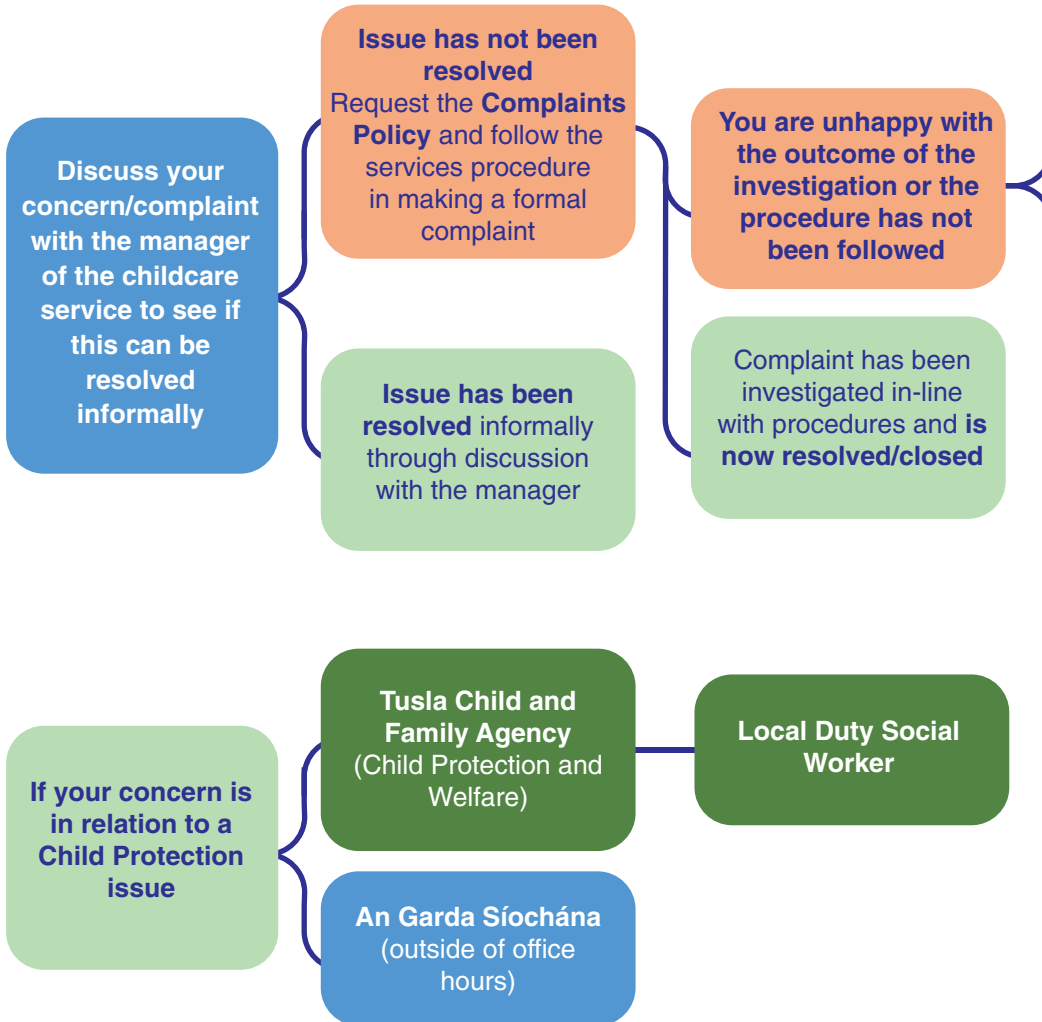 Discuss your
concern/complaint
with the manager
of the childcare
service to see if
this can be
resolved
informally
Issue has not been
resolved
Request the Complaints
Policy and follow the
services procedure
in making a formal
complaint
Issue has been
resolved informally
through discussion
with the manager
You are unhappy with
the outcome of the
investigation or the
procedure has not
been followed
Complaint has been
investigated in-line
with procedures and is
now resolved/closed
If your concern is
in relation to a
Child Protection
issue
Tusla Child and
Family Agency
(Child Protection and
Welfare)
An Garda Síochána
(outside of office
hours)
Local Duty Social
Worker